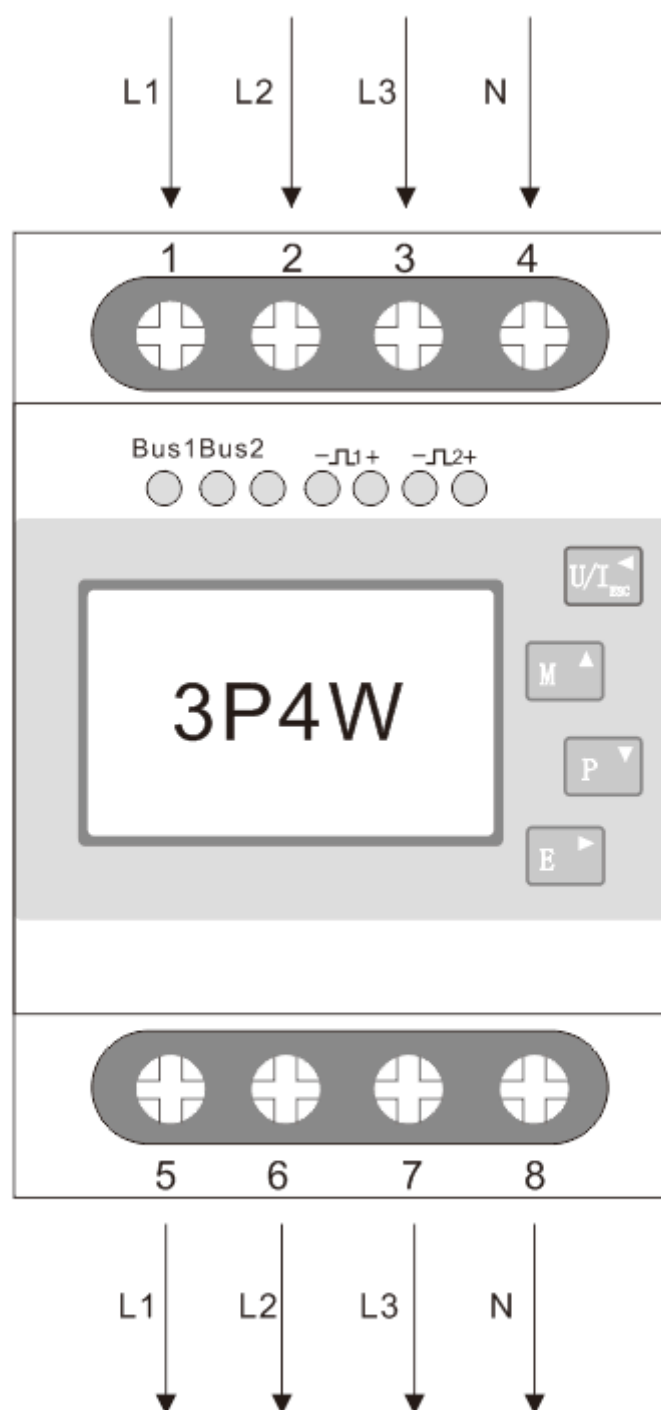 L1 L2 L3 N
1 2 3 4
Bus1Bus2 -⎍1+ -⎍2+
U/I ESC
M
3P4W
P
E
5 6 7 8
L1 L2 L3 N